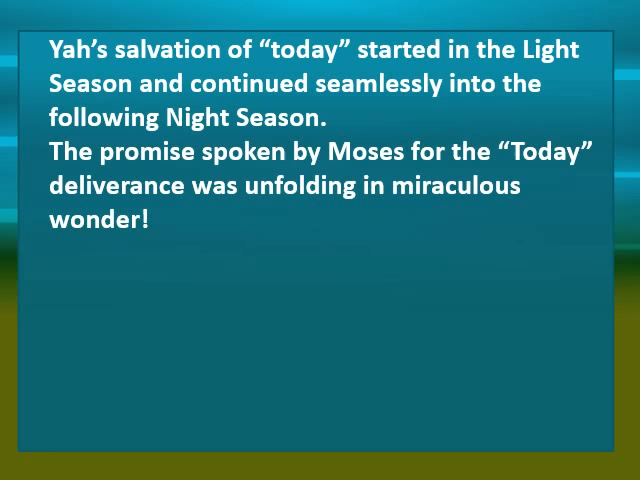 Yah’s salvation of “today” started in the Light
Season and continued seamlessly into the
following Night Season.
The promise spoken by Moses for the “Today”
deliverance was unfolding in miraculous
wonder!